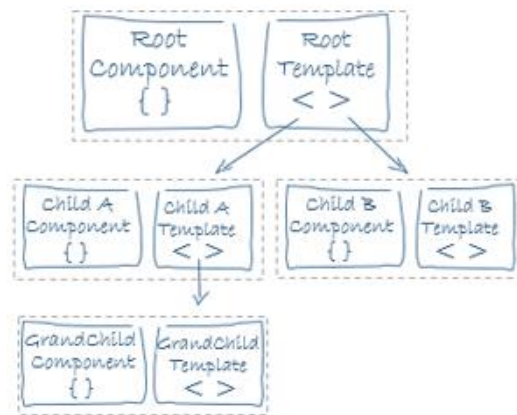 Root
Component
{ }
Root
Template
< >
Child A
Component
{ }
Child A
Template
< >
Child B
Component
{ }
Child B
Template
< >
GrandChild
Component
{ }
GrandChild
Template
< >